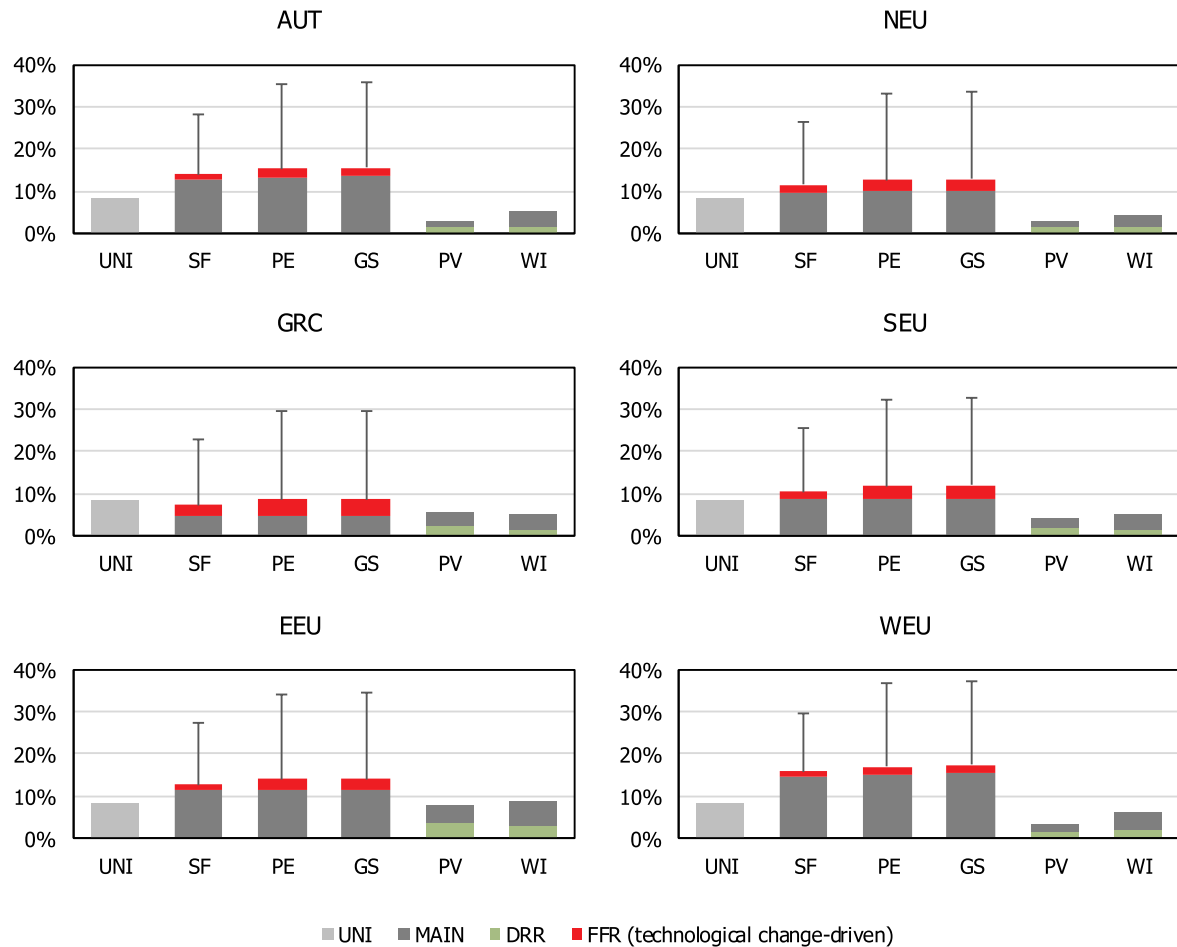 AUT
40%
30%
20%
10%
0%
UNI SF PE GS PV WI
NEU
40%
30%
20%
10%
0%
UNI SF PE GS PV WI
GRC
40%
30%
20%
10%
0%
UNI SF PE GS PV WI
SEU
40%
30%
20%
10%
0%
UNI SF PE GS PV WI
EEU
40%
30%
20%
10%
0%
UNI SF PE GS PV WI
WEU
40%
30%
20%
10%
0%
UNI SF PE GS PV WI
UNI MAIN DRR FFR (technological change-driven)